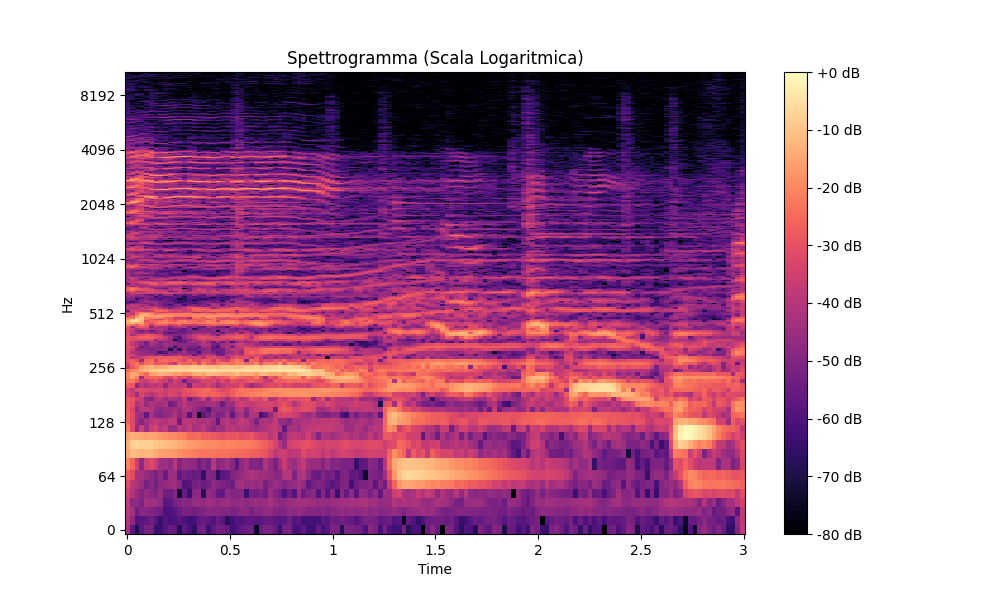 Spettrogramma (Scala Logaritmica)
Hz
8192
4096
2048
1024
512
256
128
64
0
0 0.5 1 1.5 2 2.5 3
Time
+0 dB
-10 dB
-20 dB
-30 dB
-40 dB
-50 dB
-60 dB
-70 dB
-80 dB